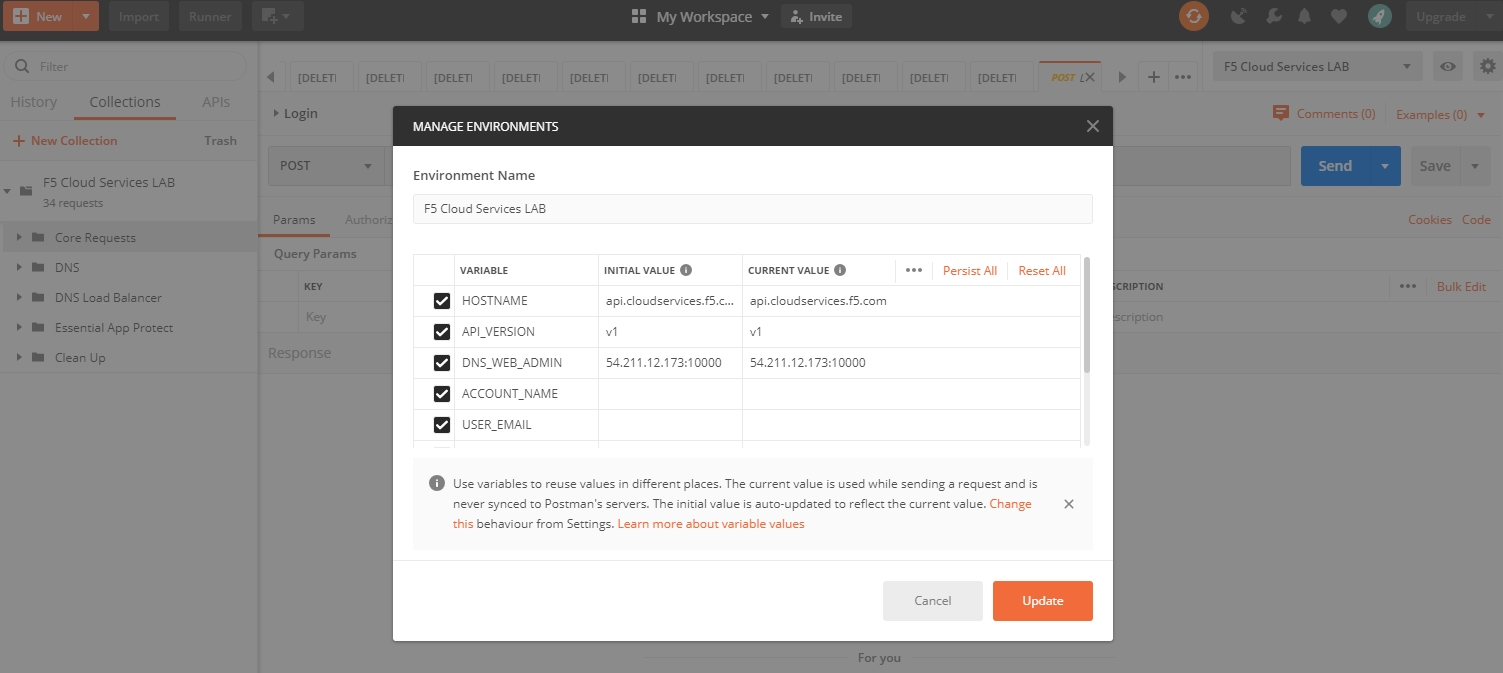 New
Import
Runner
My Workspace
Invite
Upgrade
Filter
[DELETI
[DELETI
[DELETI
[DELETI
[DELETI
[DELETI
[DELETI
[DELETI
[DELETI
[DELETI
[DELETI
POST
F5 Cloud Services LAB
History
Collections
APIs
Login
Comments (0)
Examples (0)
New Collection
Trash
POST
Send
Save
F5 Cloud Services LAB
34 requests
Params
Authoriz
Cookies
Code
Core Requests
DNS
DNS Load Balancer
Essential App Protect
Clean Up
Query Params
KEY
SCRIPTION
Bulk Edit
Key
escription
Response
MANAGE ENVIRONMENTS
Environment Name
F5 Cloud Services LAB
VARIABLE
INITIAL VALUE
CURRENT VALUE
Persist All
Reset All
HOSTNAME
api.cloudservices.f5.c...
api.cloudservices.f5.com
API_VERSION
v1
v1
DNS_WEB_ADMIN
54.211.12.173:10000
54.211.12.173:10000
ACCOUNT_NAME
USER_EMAIL
Use variables to reuse values in different places. The current value is used while sending a request and is
never synced to Postman's servers. The initial value is auto-updated to reflect the current value. Change
this behaviour from Settings. Learn more about variable values
Cancel
Update
For you